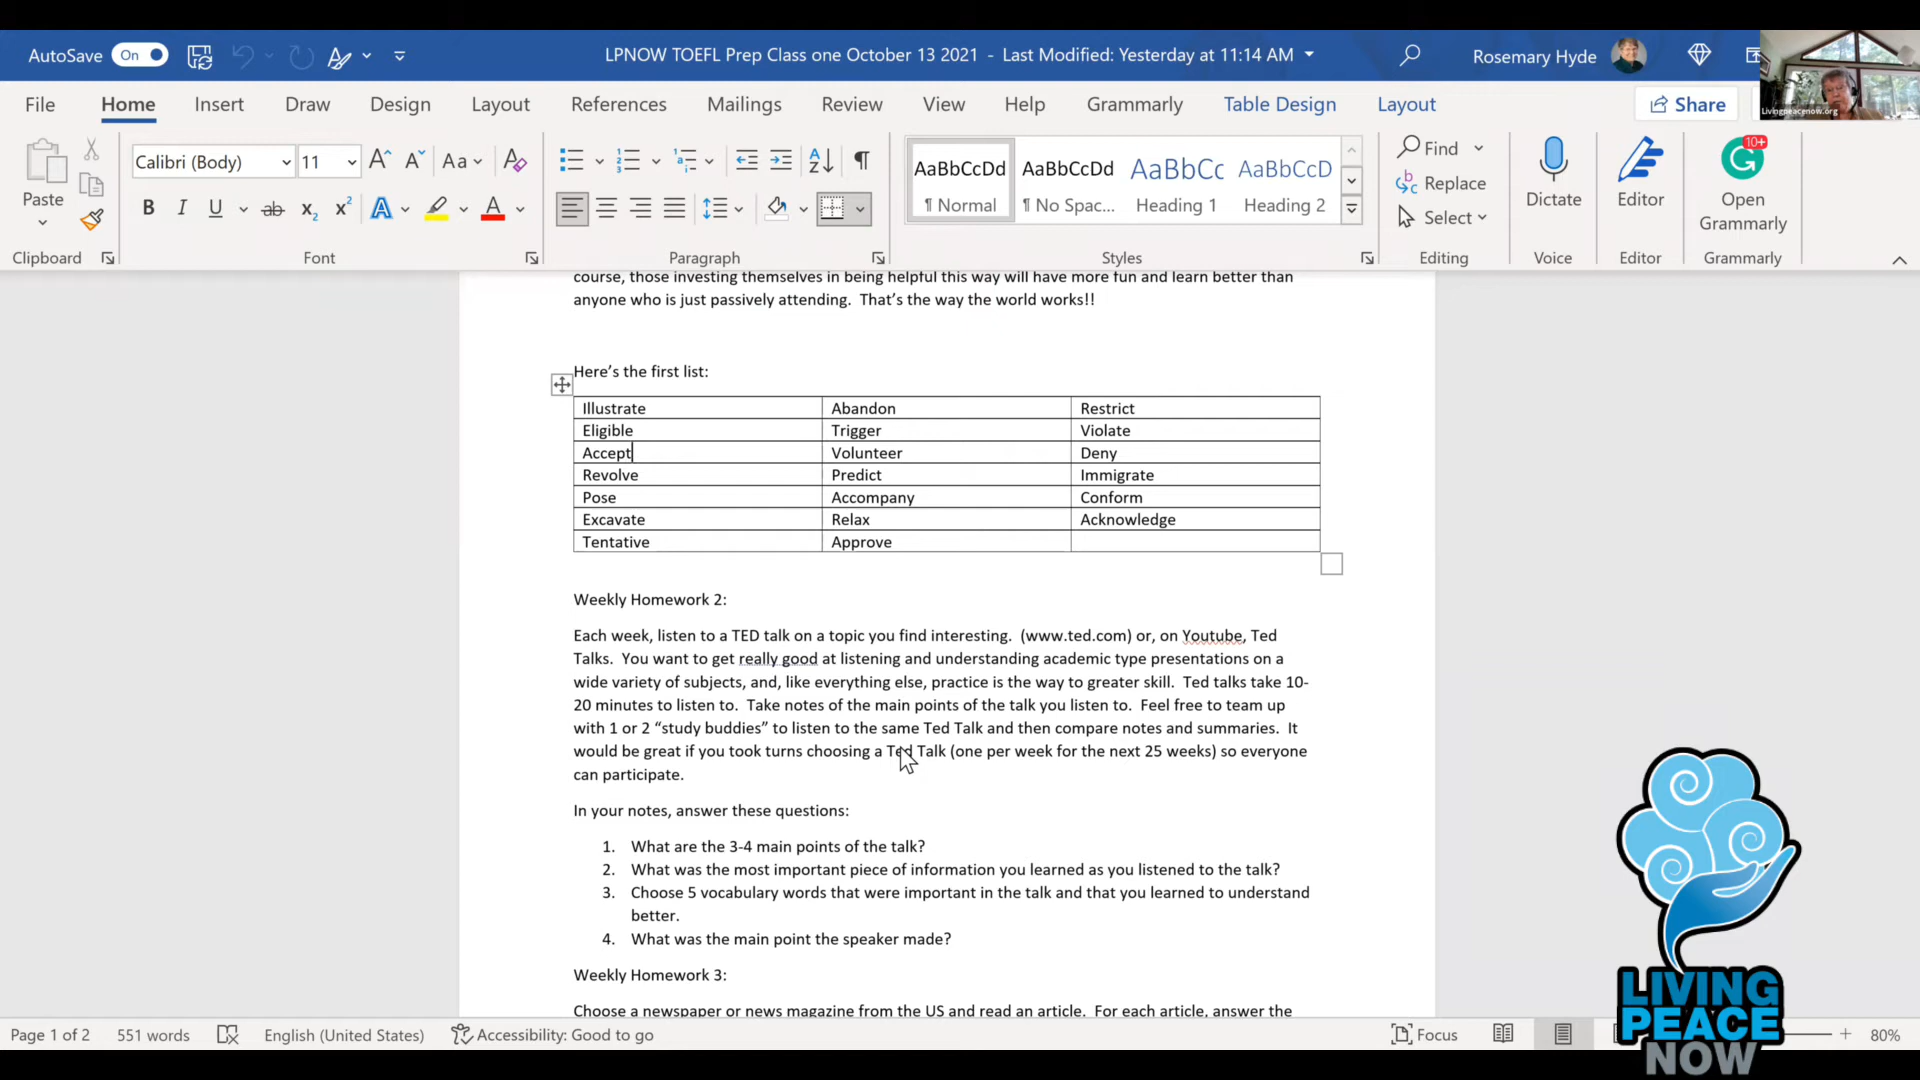 AutoSave On LPNOW TOEFL Prep Class one October 13 2021 - Last Modified: Yesterday at 11:14 AM Rosemary Hyde
Livingpeacenow.org
File Home Insert Draw Design Layout References Mailings Review View Help Grammarly Table Design Layout Share
Paste
Calibri (Body) 11 Aa
AaBbCcDd AaBbCcDd AaBbCc AaBbCcD
¶ Normal ¶ No Spac... Heading 1 Heading 2
Find
Replace
Select
Dictate
Editor
10+
Open
Grammarly
Clipboard Font Paragraph Styles Editing Voice Editor Grammarly
course, those investing themselves in being helpful this way will have more fun and learn better than
anyone who is just passively attending. That's the way the world works!!
Here's the first list:
Illustrate Abandon Restrict
Eligible Trigger Violate
Accept Volunteer Deny
Revolve Predict Immigrate
Pose Accompany Conform
Excavate Relax Acknowledge
Tentative Approve
Weekly Homework 2:
Each week, listen to a TED talk on a topic you find interesting. (www.ted.com) or, on Youtube, Ted
Talks. You want to get really good at listening and understanding academic type presentations on a
wide variety of subjects, and, like everything else, practice is the way to greater skill. Ted talks take 10-
20 minutes to listen to. Take notes of the main points of the talk you listen to. Feel free to team up
with 1 or 2 “study buddies” to listen to the same Ted Talk and then compare notes and summaries. It
would be great if you took turns choosing a Ted Talk (one per week for the next 25 weeks) so everyone
can participate.
In your notes, answer these questions:
1. What are the 3-4 main points of the talk?
2. What was the most important piece of information you learned as you listened to the talk?
3. Choose 5 vocabulary words that were important in the talk and that you learned to understand
better.
4. What was the main point the speaker made?
Weekly Homework 3:
Choose a newspaper or news magazine from the US and read an article. For each article, answer the
LIVING
PEACE
NOW
Page 1 of 2 551 words English (United States) Accessibility: Good to go Focus 80%